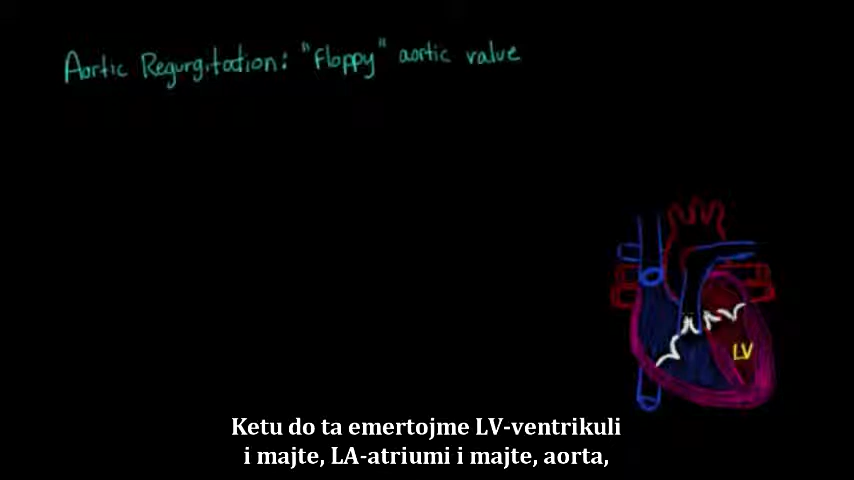 Aortic Regurgitation: "Floppy" aortic valve
LV
Ketu do ta emertojme LV-ventrikuli
i majte, LA-atriumi i majte, aorta,